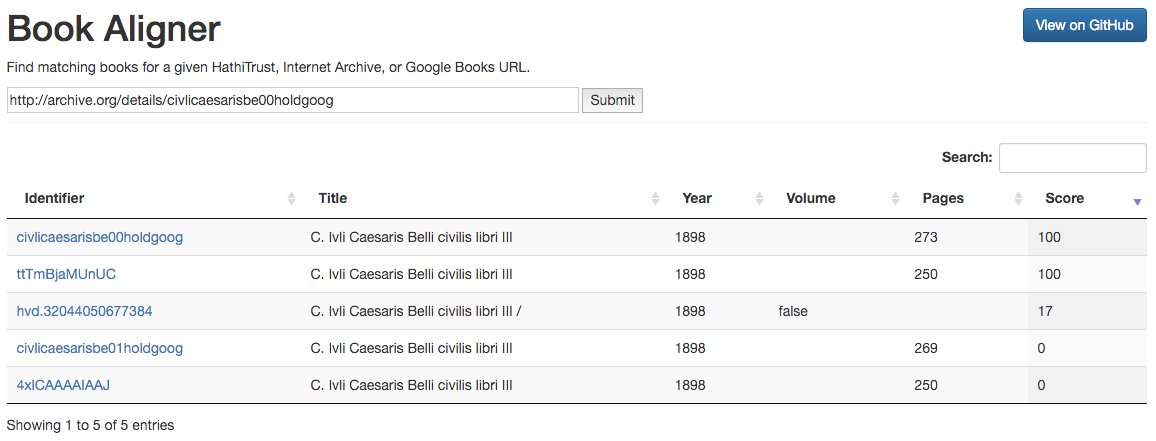 Book Aligner
View on GitHub
Find matching books for a given HathiTrust, Internet Archive, or Google Books URL.
http://archive.org/details/civlicaesarisbe00holdgoog Submit
Search:
Identifier Title Year Volume Pages Score
civlicaesarisbe00holdgoog C. Ivli Caesaris Belli civilis libri III 1898 273 100
ttTmBjaMUnUC C. Ivli Caesaris Belli civilis libri III 1898 250 100
hvd.32044050677384 C. Ivli Caesaris Belli civilis libri III / 1898 false 17
civlicaesarisbe01holdgoog C. Ivli Caesaris Belli civilis libri III 1898 269 0
4xICAAAAIAAJ C. Ivli Caesaris Belli civilis libri III 1898 250 0
Showing 1 to 5 of 5 entries